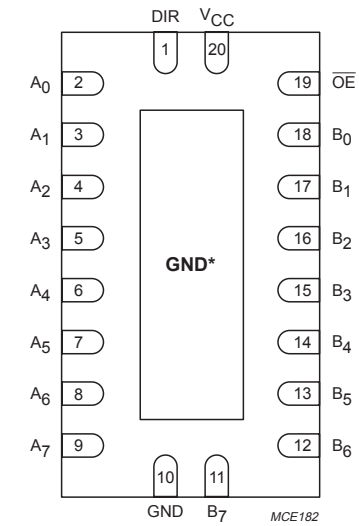 DIR VCC
1 20
A0 2 19 OE
A1 3 18 B0
A2 4 17 B1
A3 5 16 B2
GND*
A4 6 15 B3
A5 7 14 B4
A6 8 13 B5
A7 9 12 B6
10 11
GND B7
MCE182